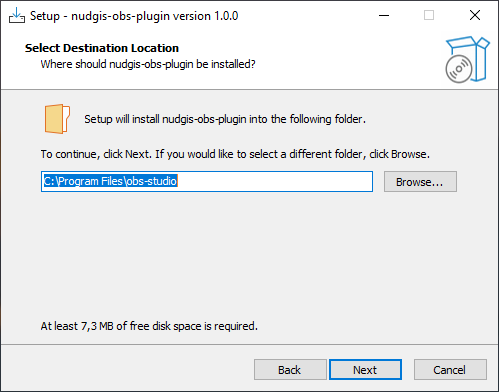 Setup - nudgis-obs-plugin version 1.0.0
Select Destination Location
Where should nudgis-obs-plugin be installed?
Setup will install nudgis-obs-plugin into the following folder.
To continue, click Next. If you would like to select a different folder, click Browse.
C:\Program Files\obs-studio
Browse...
At least 7,3 MB of free disk space is required.
Back
Next
Cancel